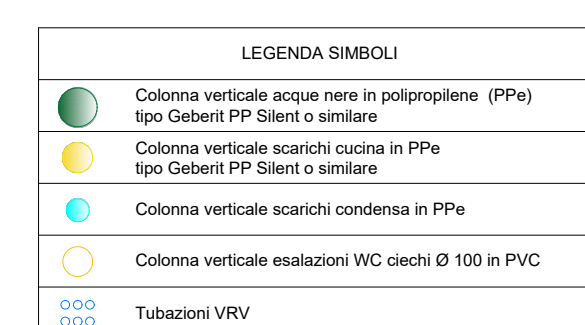 LEGENDA SIMBOLI
Colonna verticale acque nere in polipropilene (PPe)
tipo Geberit PP Silent o similare
Colonna verticale scarichi cucina in PPe
tipo Geberit PP Silent o similare
Colonna verticale scarichi condensa in PPe
Colonna verticale esalazioni WC ciechi Ø 100 in PVC
Tubazioni VRV